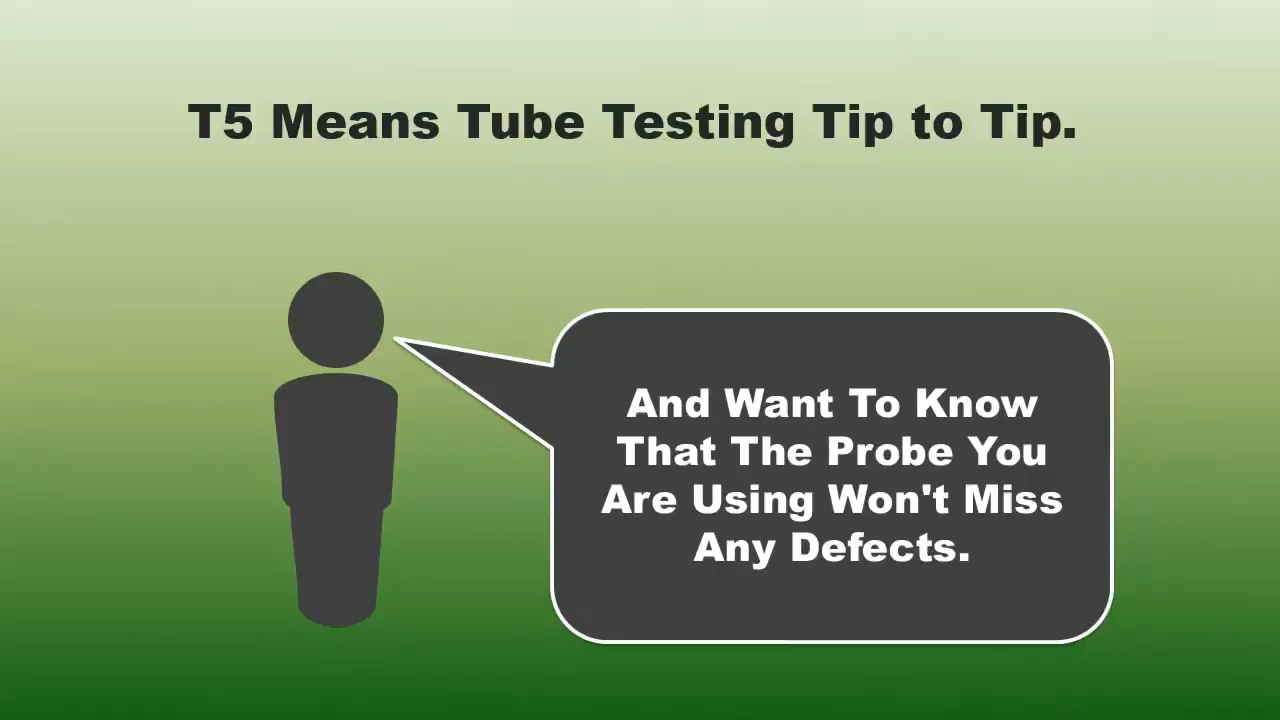 T5 Means Tube Testing Tip to Tip.
And Want To Know
That The Probe You
Are Using Won't Miss
Any Defects.